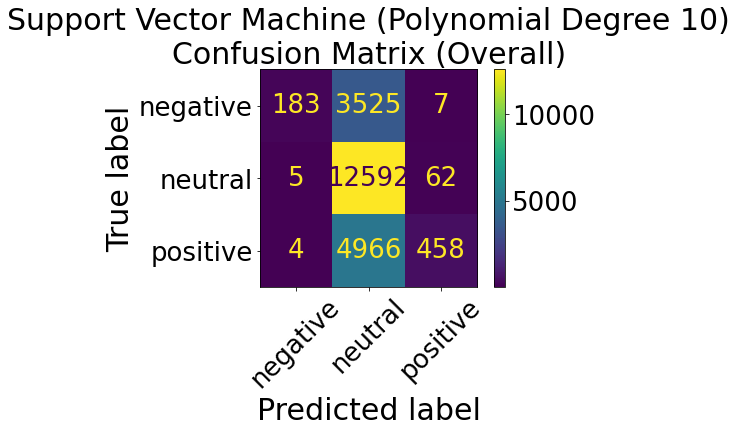 Support Vector Machine (Polynomial Degree 10)
Confusion Matrix (Overall)
True label
negative 183 3525 7
neutral 5 12592 62
positive 4 4966 458
10000
5000
negative neutral positive
Predicted label